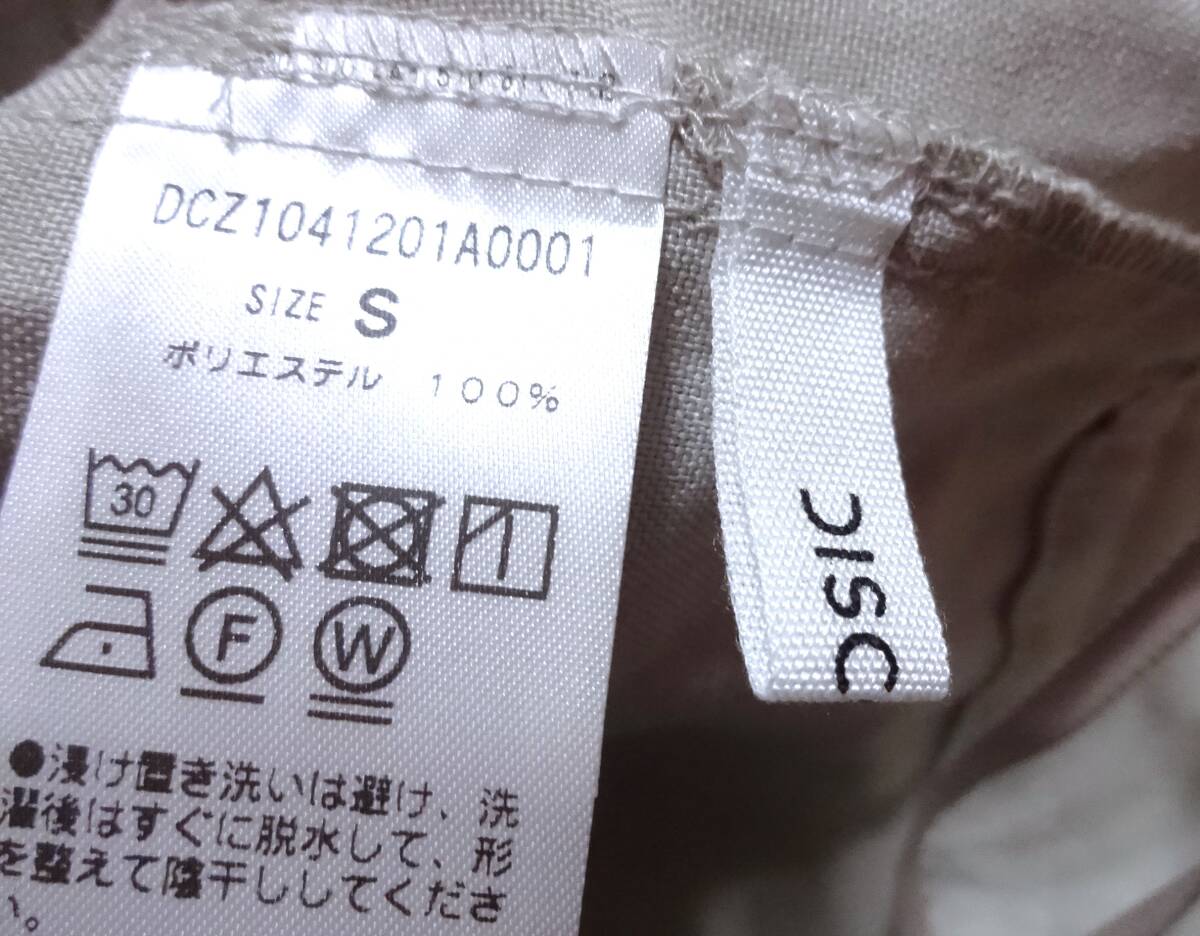 DCZ1041201A0001
SIZE S
ポリエステル 100%
30
F
W
●浸け置き洗いは避け、洗
濯後はすぐに脱水して、形
を整えて陰干ししてくださ
い。
DISC